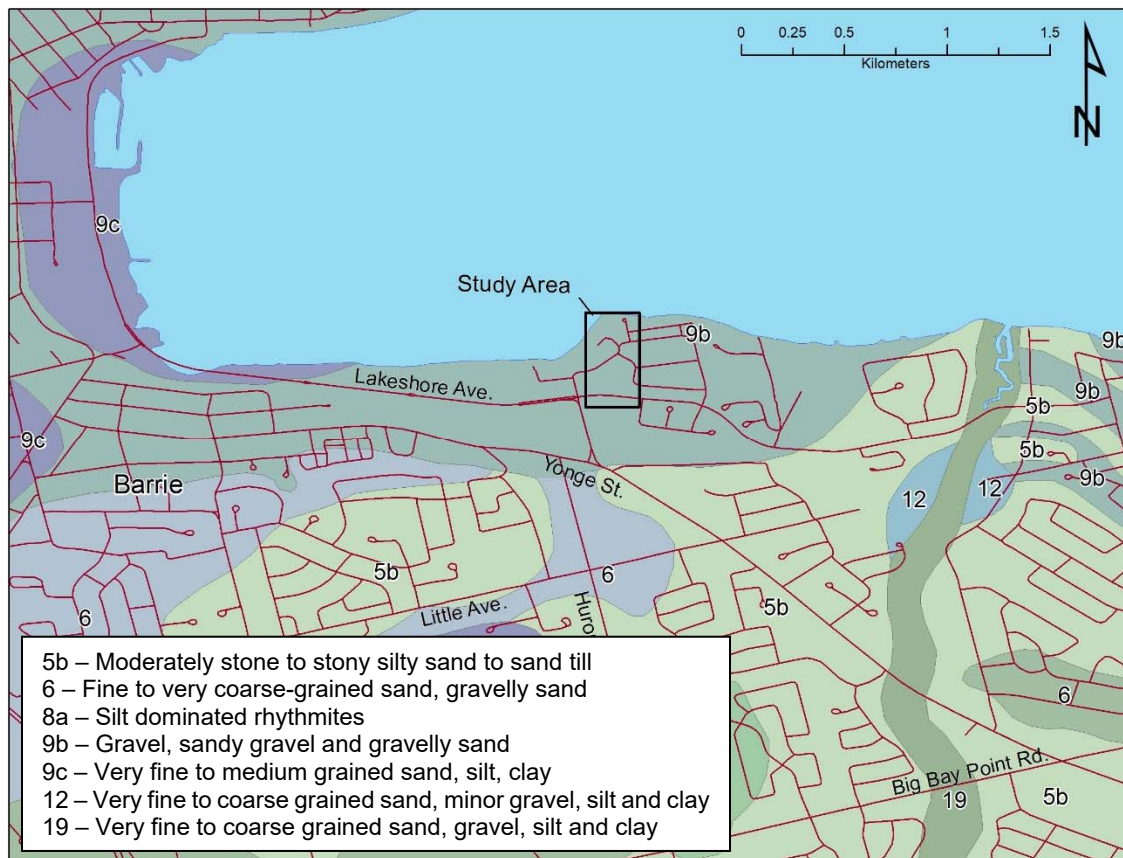 0 0.25 0.5 1 1.5
Kilometers
N
9c
Study Area
9b
9b
Lakeshore Ave.
9b
5b
9c
Yonge St.
5b
Barrie
12
12
9b
5b
6
5b
Little Ave.
6
Huro
6
Big Bay Point Rd.
19
5b
5b – Moderately stone to stony silty sand to sand till
6 – Fine to very coarse-grained sand, gravelly sand
8a – Silt dominated rhythmites
9b – Gravel, sandy gravel and gravelly sand
9c – Very fine to medium grained sand, silt, clay
12 – Very fine to coarse grained sand, minor gravel, silt and clay
19 – Very fine to coarse grained sand, gravel, silt and clay